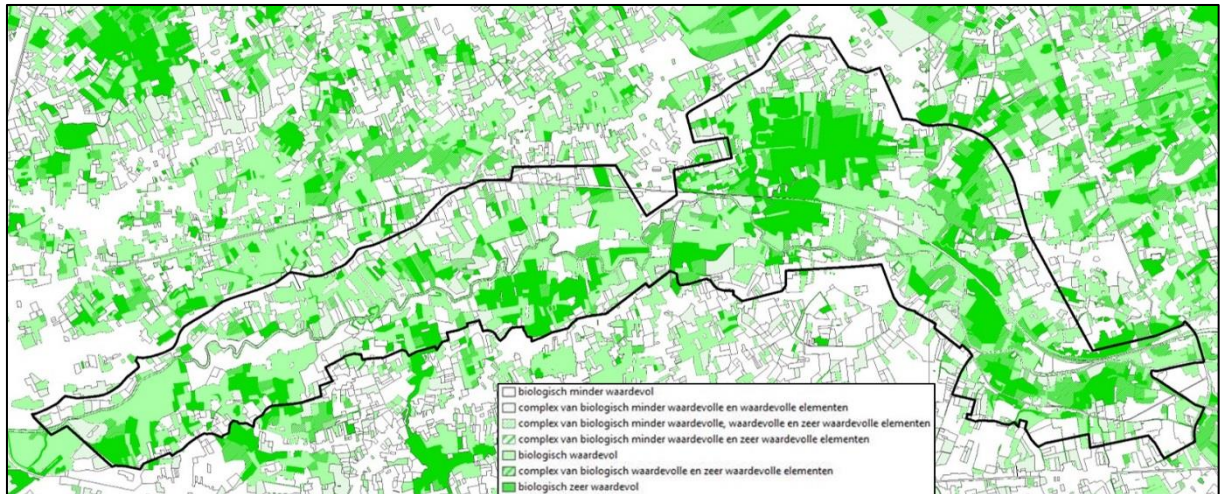 biologisch minder waardevol
complex van biologisch minder waardevolle en waardevolle elementen
complex van biologisch minder waardevolle, waardevolle en zeer waardevolle elementen
complex van biologisch minder waardevolle en zeer waardevolle elementen
biologisch waardevol
complex van biologisch waardevolle en zeer waardevolle elementen
biologisch zeer waardevol